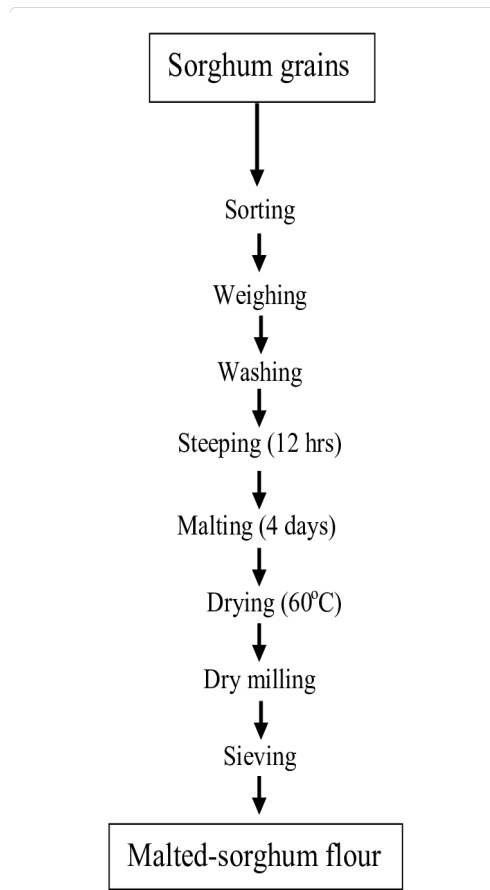 Sorghum grains
Sorting
Weighing
Washing
Steeping (12 hrs)
Malting (4 days)
Drying (60°C)
Dry milling
Sieving
Malted-sorghum flour